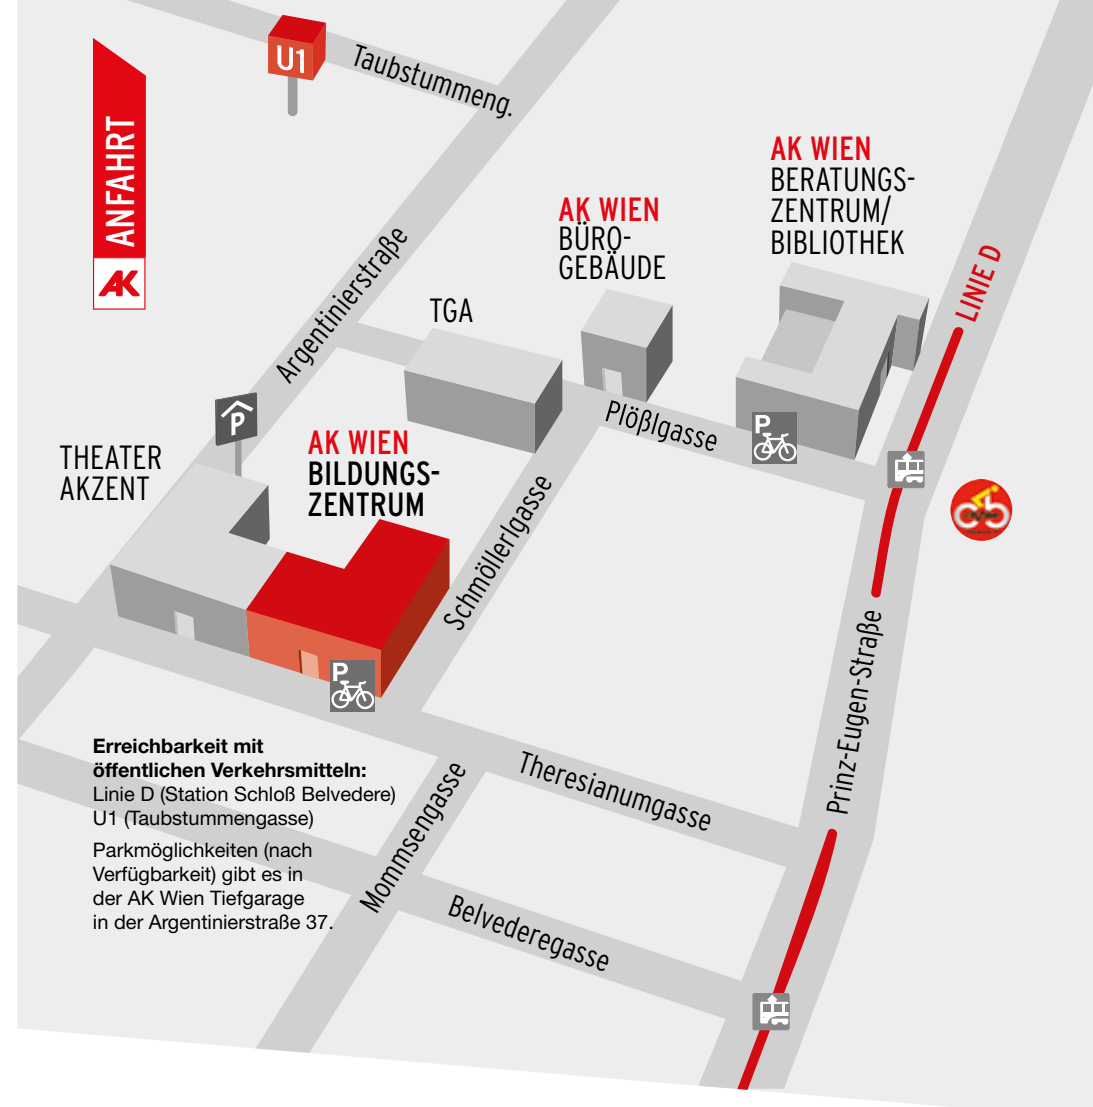 U1
Taubstummeng.
ANFAHRT
AK
AK WIEN
BERATUNGS-
ZENTRUM/
BIBLIOTHEK
AK WIEN
BÜRO-
GEBÄUDE
LINIE D
Argentinierstraße
TGA
P
Plößlgasse
P
THEATER
AKZENT
AK WIEN
BILDUNGS-
ZENTRUM
Schmöllerlgasse
P
Prinz-Eugen-Straße
Erreichbarkeit mit
öffentlichen Verkehrsmitteln:
Linie D (Station Schloß Belvedere)
U1 (Taubstummengasse)
Parkmöglichkeiten (nach
Verfügbarkeit) gibt es in
der AK Wien Tiefgarage
in der Argentinierstraße 37.
Theresianumgasse
Mommsengasse
Belvederegasse